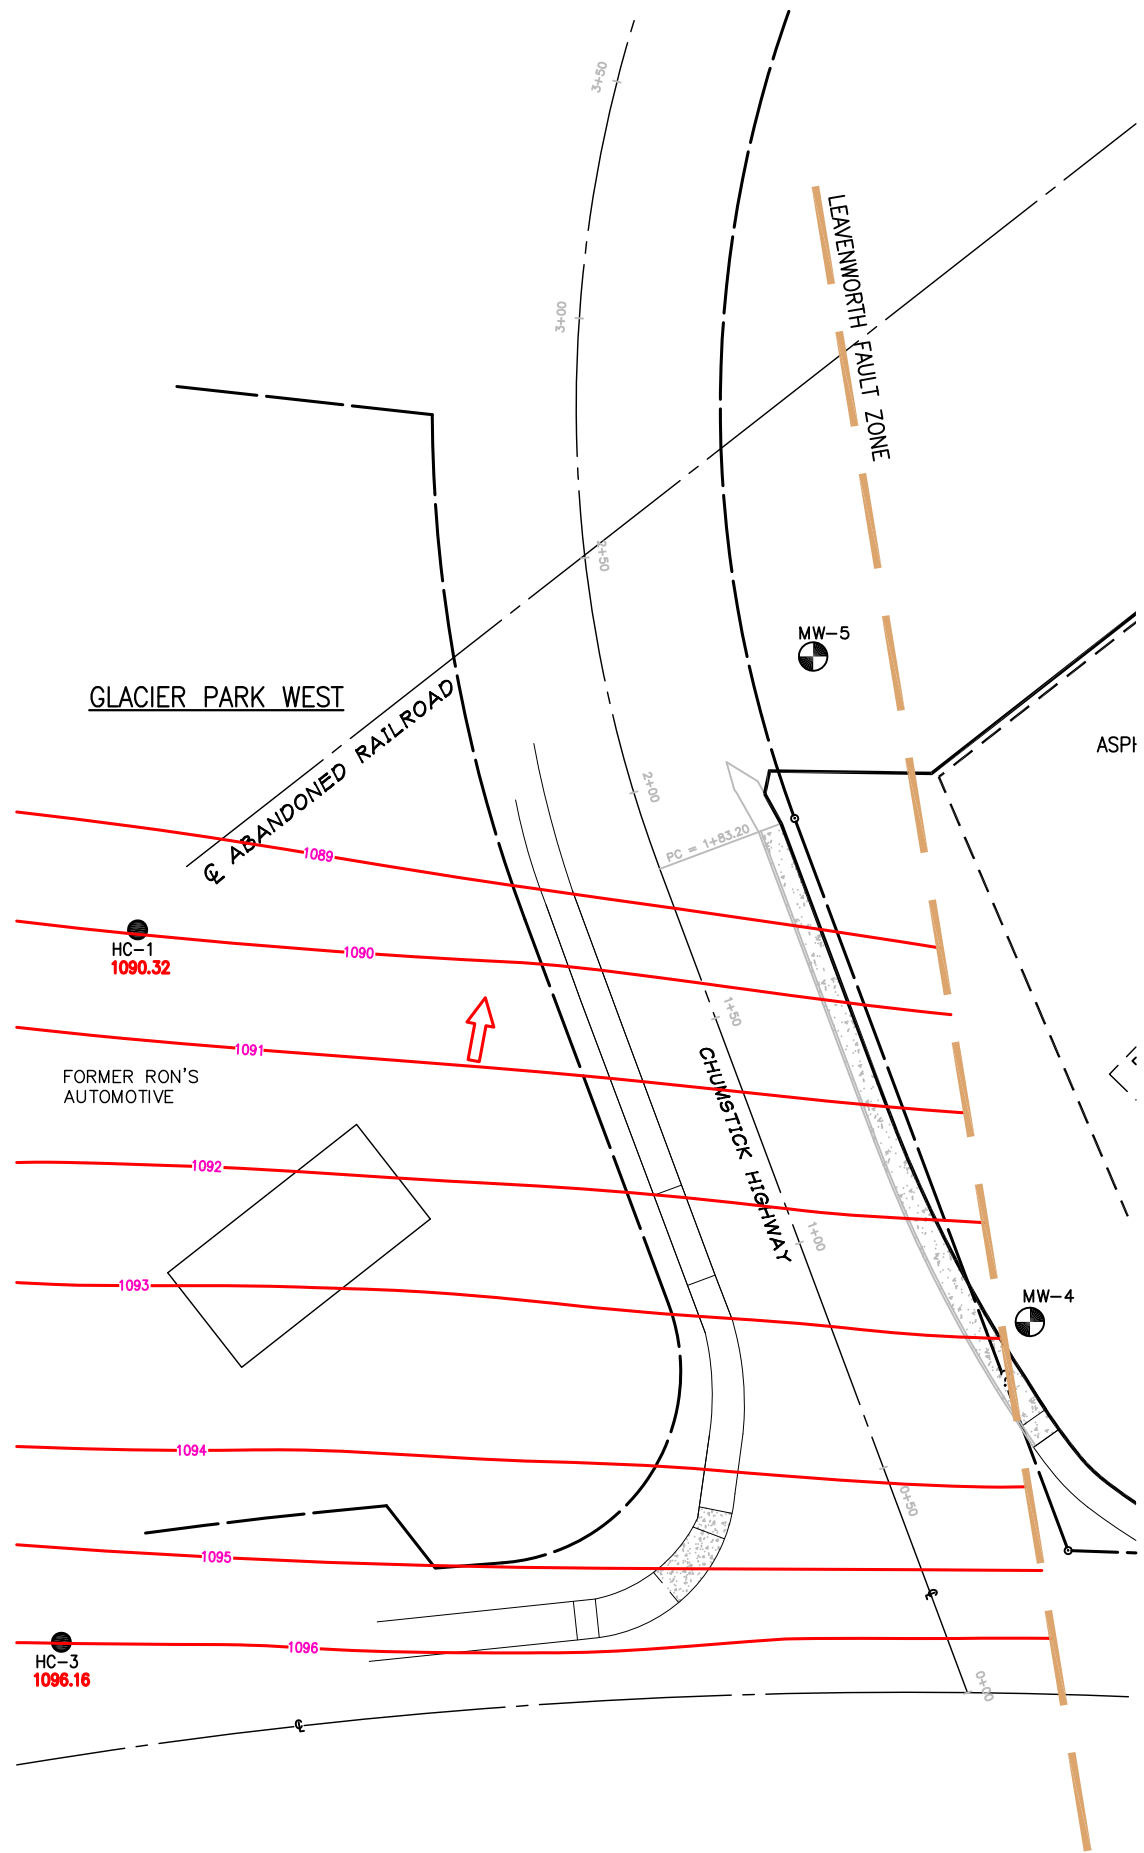 3+50
LEAVENWORTH FAULT ZONE
3+00
2+50
MW-5
GLACIER PARK WEST
℄ ABANDONED RAILROAD
2+00
PC = 1+83.20
1089
HC-1
1090.32
1090
1+50
1091
FORMER RON'S
AUTOMOTIVE
CHUMSTICK HIGHWAY
1092
1+00
1093
MW-4
1094
0+50
1095
℄
HC-3
1096.16
1096
0+00
℄